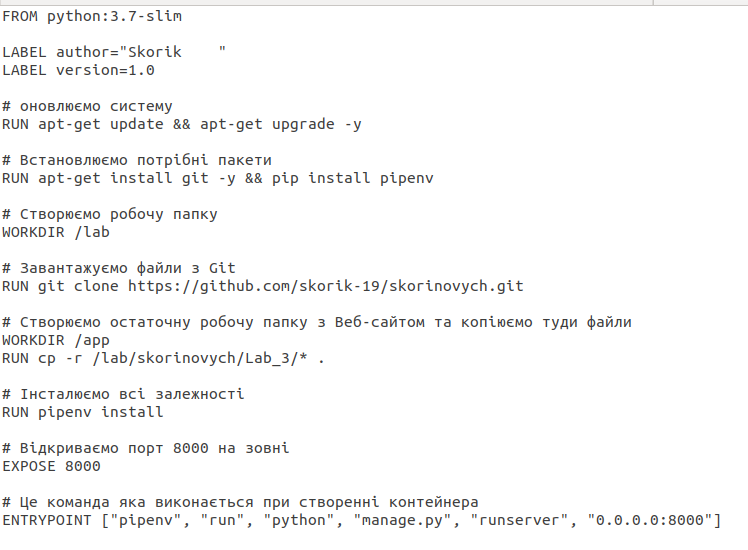 FROM python:3.7-slim
LABEL author="Skorik    "
LABEL version=1.0
# оновлюємо систему
RUN apt-get update && apt-get upgrade -y
# Встановлюємо потрібні пакети
RUN apt-get install git -y && pip install pipenv
# Створюємо робочу папку
WORKDIR /lab
# Завантажуємо файли з Git
RUN git clone https://github.com/skorik-19/skorinovych.git
# Створюємо остаточну робочу папку з Веб-сайтом та копіюємо туди файли
WORKDIR /app
RUN cp -r /lab/skorinovych/Lab_3/* .
# Інсталюємо всі залежності
RUN pipenv install
# Відкриваємо порт 8000 на зовні
EXPOSE 8000
# Це команда яка виконається при створенні контейнера
ENTRYPOINT ["pipenv", "run", "python", "manage.py", "runserver", "0.0.0.0:8000"]